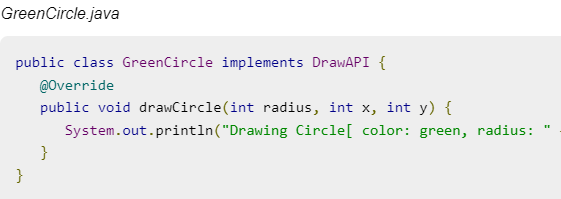 GreenCircle.java
public class GreenCircle implements DrawAPI {
@Override
public void drawCircle(int radius, int x, int y) {
System.out.println("Drawing Circle[ color: green, radius: "
}
}